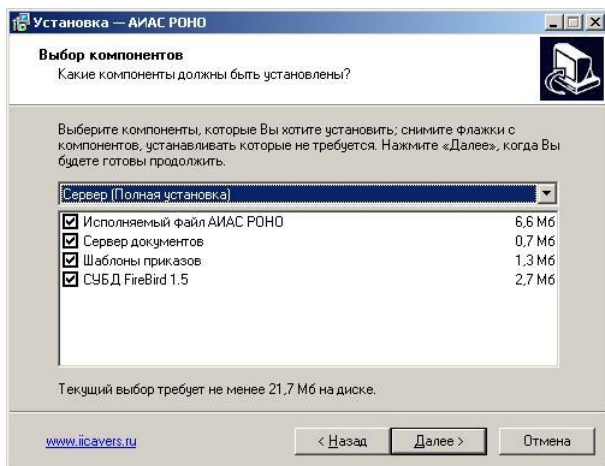 Установка — АИАС РОНО
Выбор компонентов
Какие компоненты должны быть установлены?
Выберите компоненты, которые Вы хотите установить; снимите флажки с
компонентов, устанавливать которые не требуется. Нажмите «Далее», когда Вы
будете готовы продолжить.
Сервер (Полная установка)
Исполняемый файл АИАС РОНО 6,6 Мб
Сервер документов 0,7 Мб
Шаблоны приказов 1,3 Мб
СУБД FireBird 1.5 2,7 Мб
Текущий выбор требует не менее 21,7 Мб на диске.
www.iicavers.ru < Назад Далее > Отмена